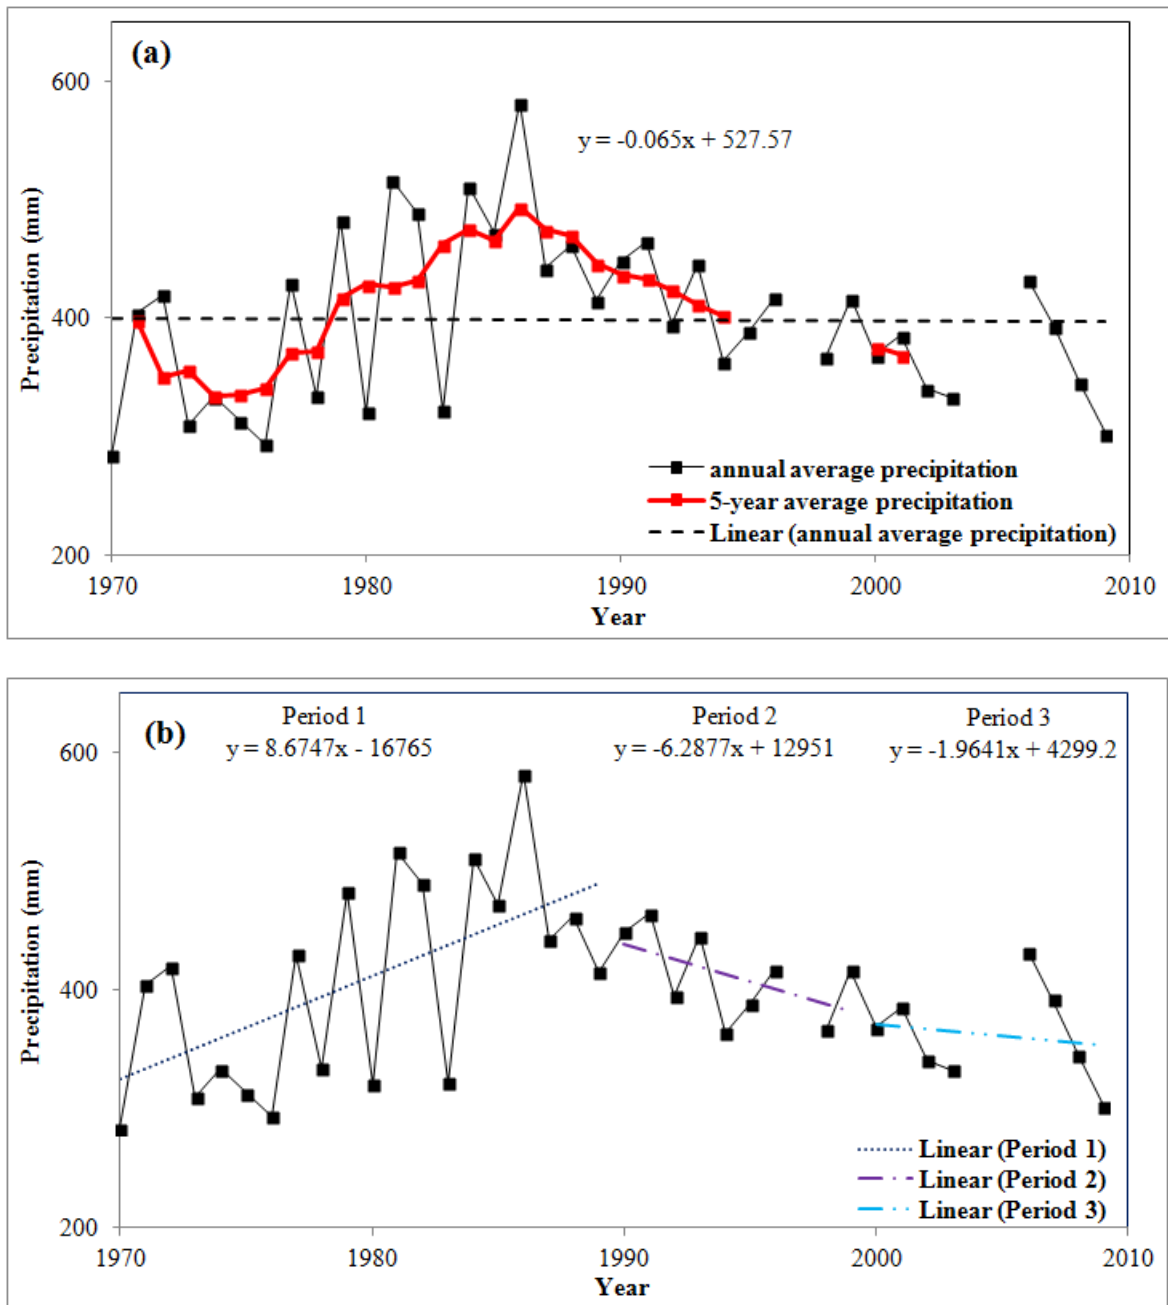 (a)
y = -0.065x + 527.57
600
400
200
Precipitation (mm)
annual average precipitation
5-year average precipitation
Linear (annual average precipitation)
1970
1980
1990
2000
2010
Year
(b)
Period 1
y = 8.6747x - 16765
Period 2
y = -6.2877x + 12951
Period 3
y = -1.9641x + 4299.2
600
400
200
Precipitation (mm)
Linear (Period 1)
Linear (Period 2)
Linear (Period 3)
1970
1980
1990
2000
2010
Year